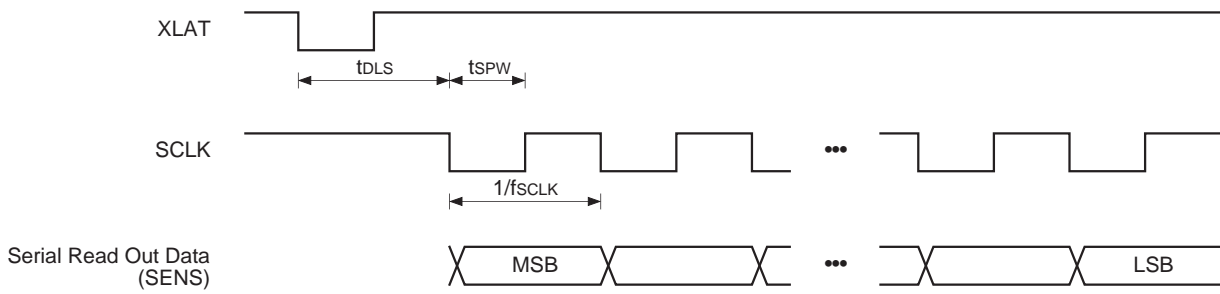 XLAT
tDLS
tSPW
SCLK
•••
1/fSCLK
Serial Read Out Data
(SENS)
MSB
•••
LSB